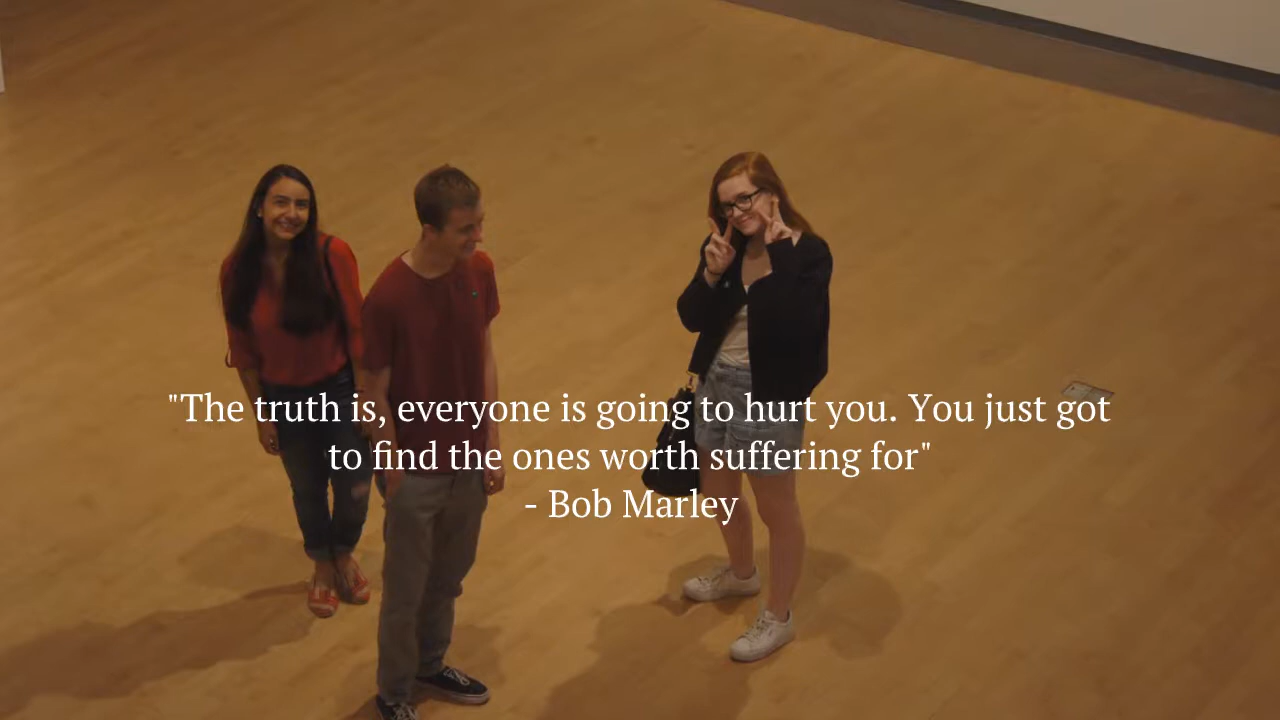 "The truth is, everyone is going to hurt you. You just got
to find the ones worth suffering for"
- Bob Marley